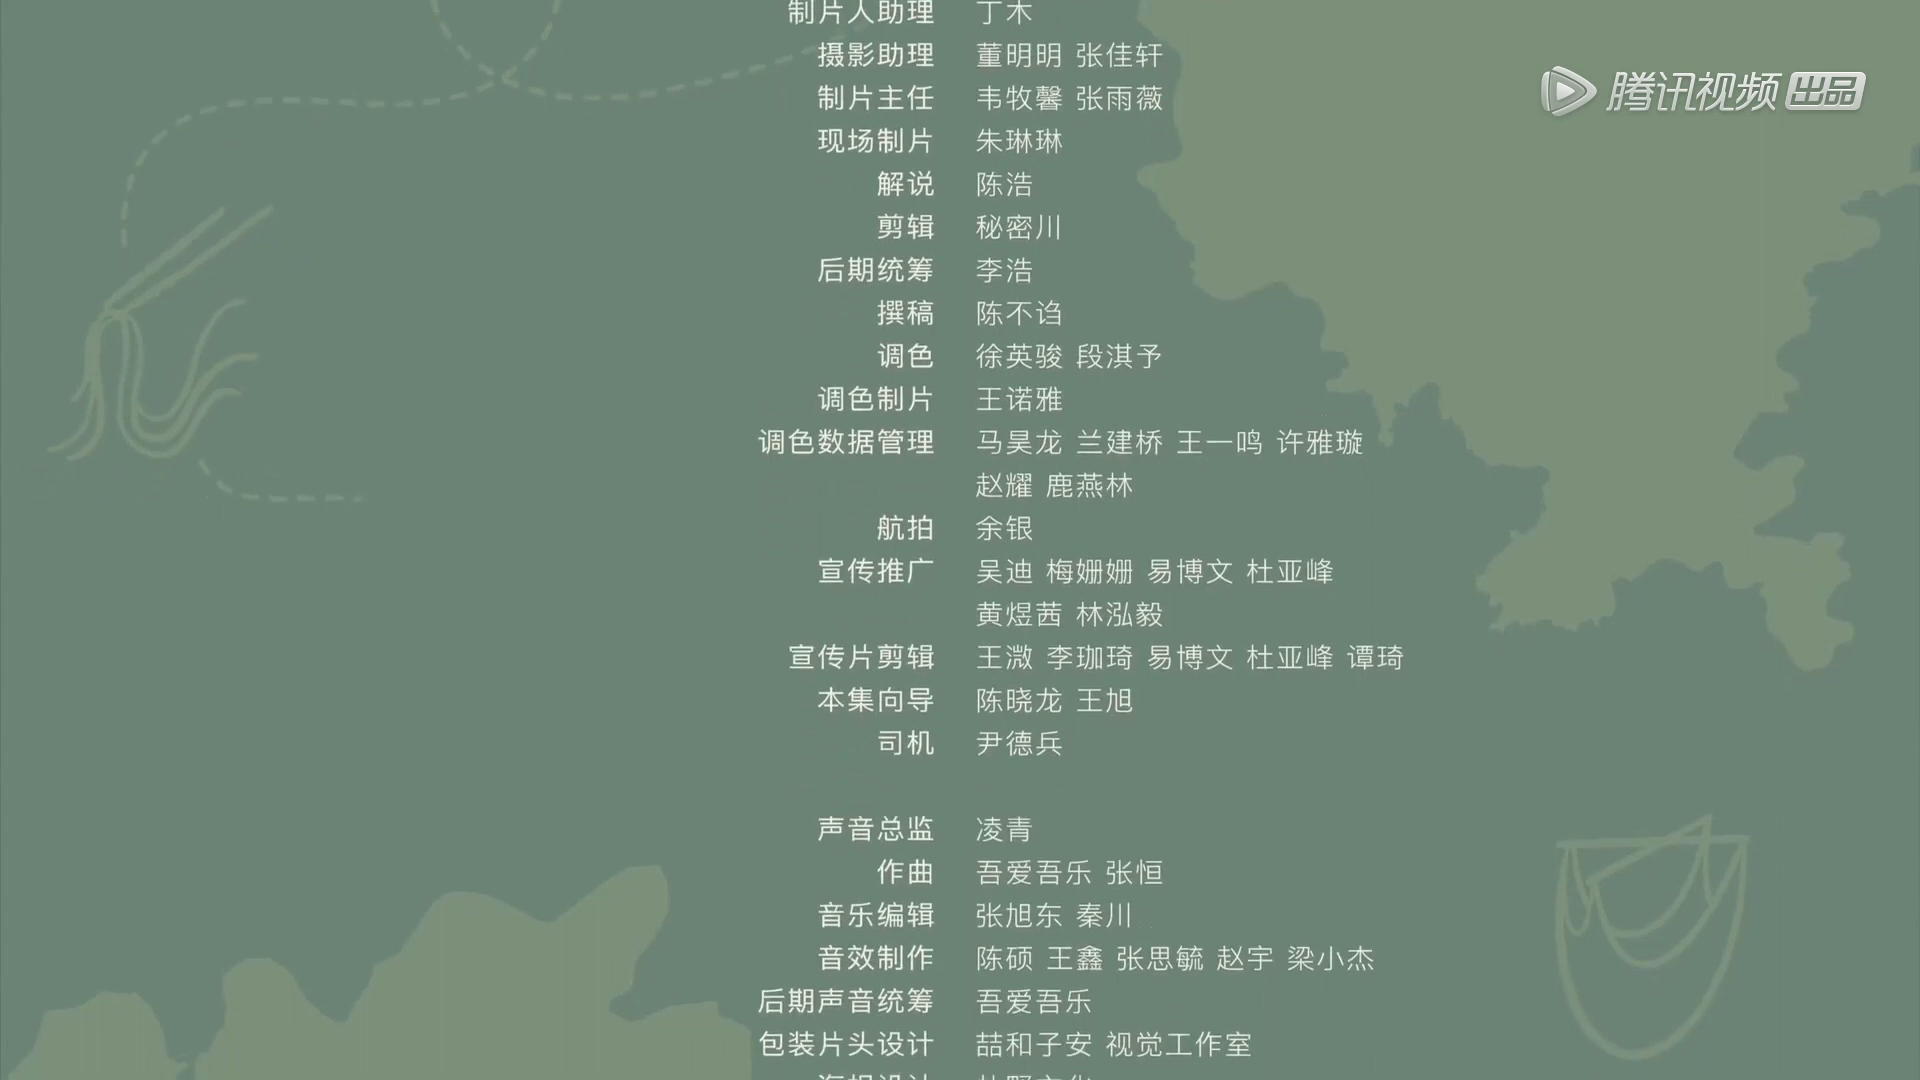 制片人助理 丁木
摄影助理 董明明 张佳轩
制片主任 韦牧馨 张雨薇
现场制片 朱琳琳
解说 陈浩
剪辑 秘密川
后期统筹 李浩
撰稿 陈不诌
调色 徐英骏 段淇予
调色制片 王诺雅
调色数据管理 马昊龙 兰建桥 王一鸣 许雅璇
赵耀 鹿燕林
航拍 余银
宣传推广 吴迪 梅姗姗 易博文 杜亚峰
黄煜茜 林泓毅
宣传片剪辑 王溦 李珈琦 易博文 杜亚峰 谭琦
本集向导 陈晓龙 王旭
司机 尹德兵
声音总监 凌青
作曲 吾爱吾乐 张恒
音乐编辑 张旭东 秦川
音效制作 陈硕 王鑫 张思毓 赵宇 梁小杰
后期声音统筹 吾爱吾乐
包装片头设计 喆和子安 视觉工作室
腾讯视频 出品